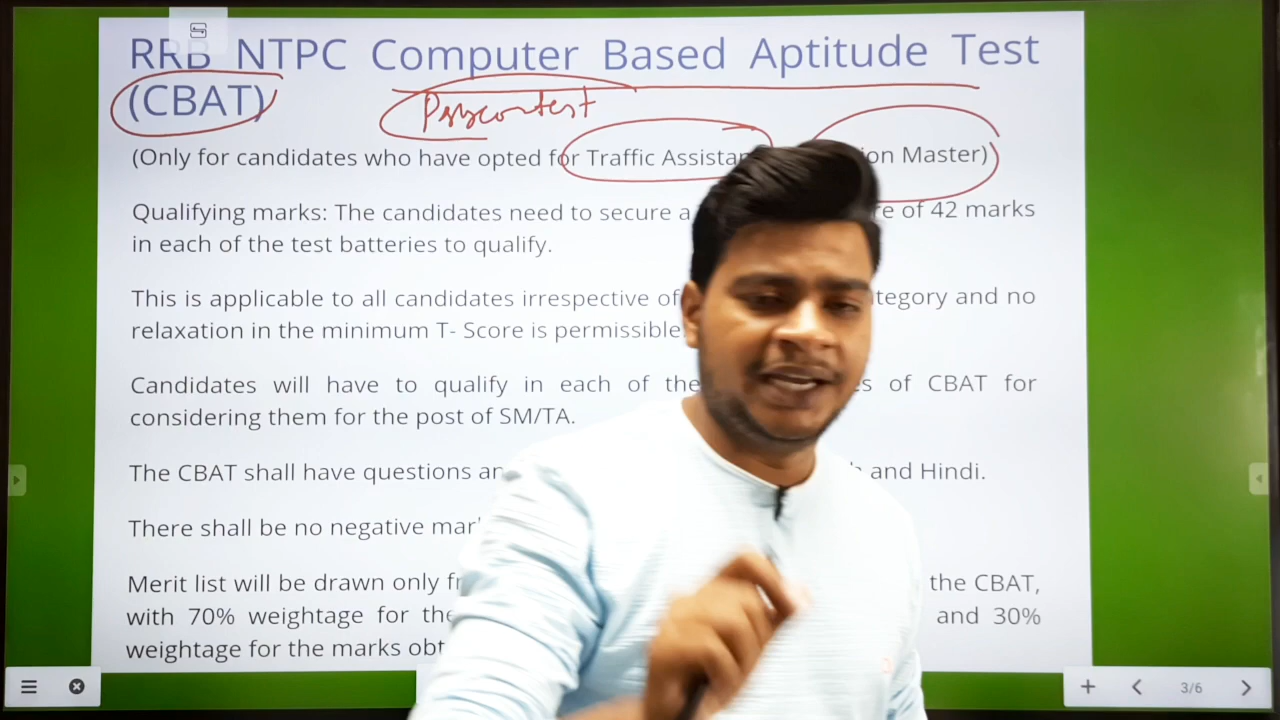 RRB NTPC Computer Based Aptitude Test
(CBAT)
(Only for candidates who have opted for Traffic Assistan on Master)
Qualifying marks: The candidates need to secure a re of 42 marks
in each of the test batteries to qualify.
This is applicable to all candidates irrespective of tegory and no
relaxation in the minimum T- Score is permissible
Candidates will have to qualify in each of the es of CBAT for
considering them for the post of SM/TA.
The CBAT shall have questions an and Hindi.
There shall be no negative mar
Merit list will be drawn only fr the CBAT,
with 70% weightage for the and 30%
weightage for the marks obt
3/6